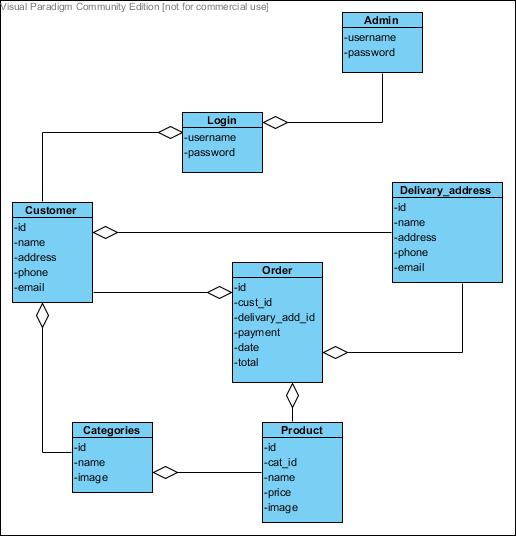 Visual Paradigm Community Edition [not for commercial use]
Admin
-username
-password
Login
-username
-password
Delivary_address
-id
-name
-address
-phone
-email
Customer
-id
-name
-address
-phone
-email
Order
-id
-cust_id
-delivary_add_id
-payment
-date
-total
Categories
-id
-name
-image
Product
-id
-cat_id
-name
-price
-image